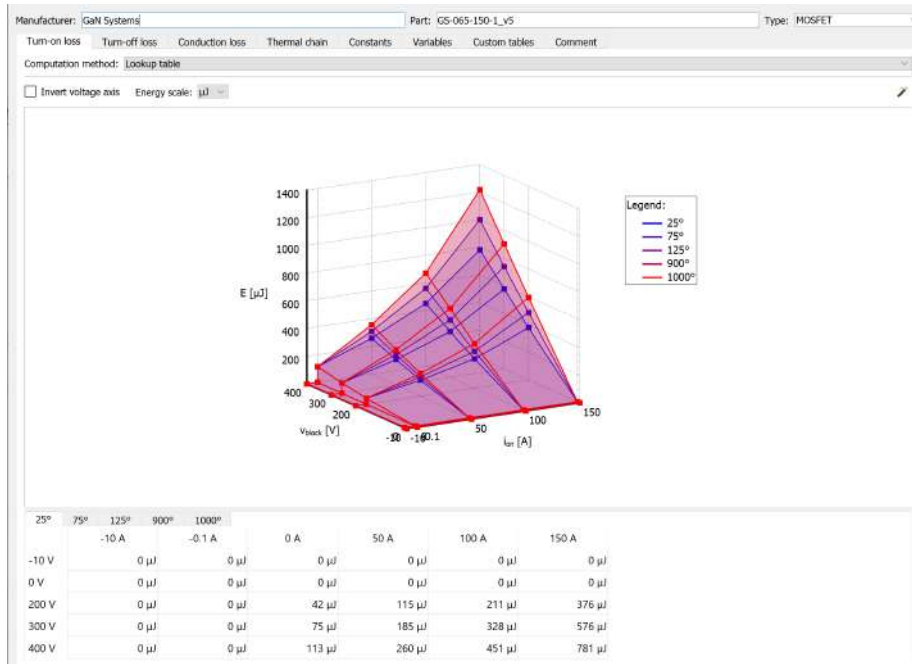 Manufacturer: GaN Systems Part: GS-065-150-1_v5 Type: MOSFET
Turn-on loss Turn-off loss Conduction loss Thermal chain Constants Variables Custom tables Comment
Computation method: Lookup table
Invert voltage axis Energy scale: µJ
1400
1200
1000
800
600
400
200
E [µJ]
400
300
200
v_block [V]
50
100
150
i_on [A]
Legend:
25°
75°
125°
900°
1000°
25° 75° 125° 900° 1000°
-10 A -0.1 A 0 A 50 A 100 A 150 A
-10 V 0 µJ 0 µJ 0 µJ 0 µJ 0 µJ 0 µJ
0 V 0 µJ 0 µJ 0 µJ 0 µJ 0 µJ 0 µJ
200 V 0 µJ 0 µJ 42 µJ 115 µJ 211 µJ 376 µJ
300 V 0 µJ 0 µJ 75 µJ 185 µJ 328 µJ 576 µJ
400 V 0 µJ 0 µJ 113 µJ 260 µJ 451 µJ 781 µJ